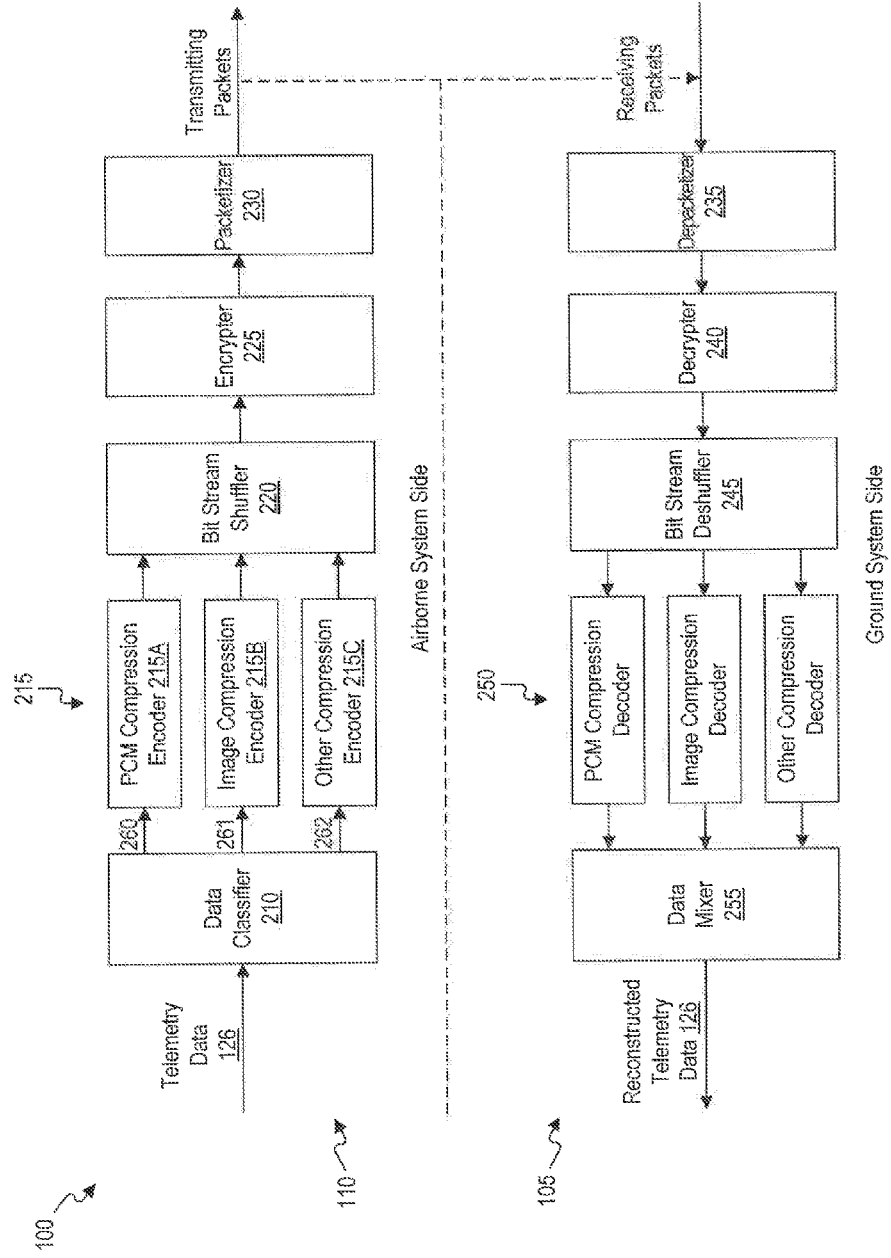 100
110
Telemetry
Data
126
Data
Classifier
210
260
261
262
215
PCM Compression
Encoder 215A
Image Compression
Encoder 215B
Other Compression
Encoder 215C
Bit Stream
Shuffler
220
Encrypter
225
Packetizer
230
Transmitting
Packets
Airborne System Side
105
Reconstructed
Telemetry
Data 126
Data
Mixer
255
250
PCM Compression
Decoder
Image Compression
Decoder
Other Compression
Decoder
Bit Stream
Deshuffler
245
Decrypter
240
Depacketizer
235
Receiving
Packets
Ground System Side